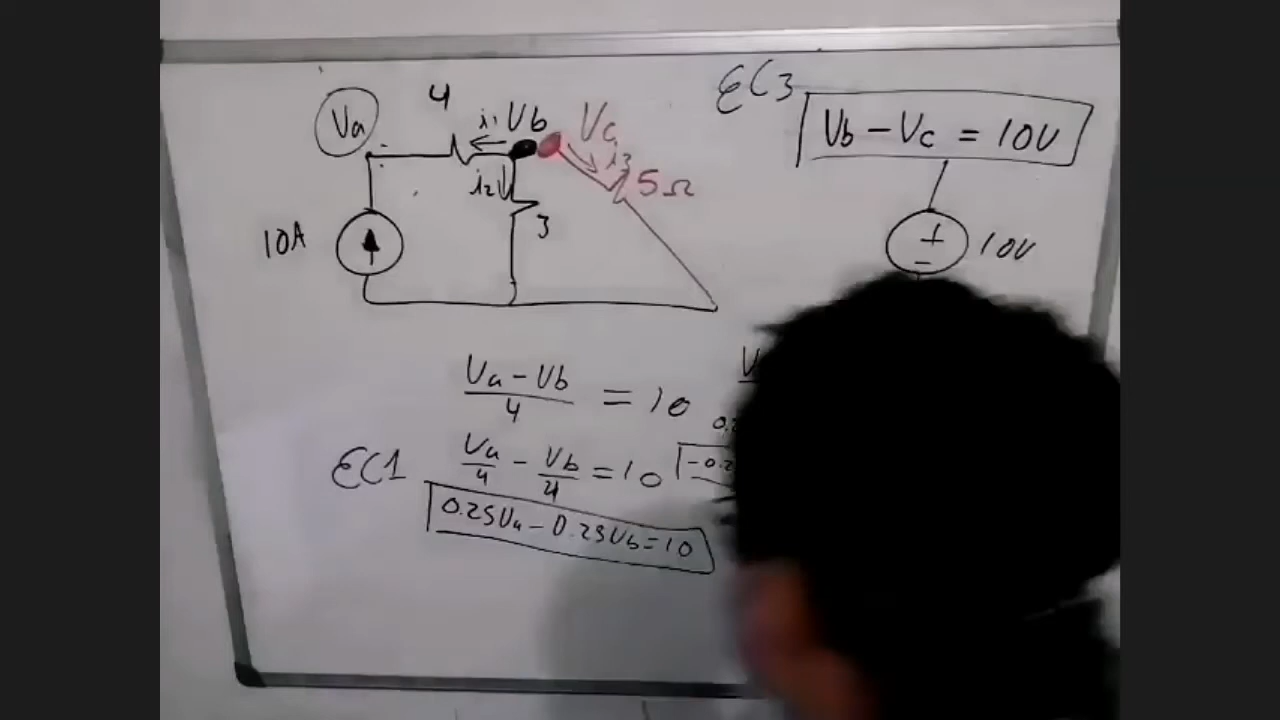 4
Va
i₁
Vb
Vc
i₂
i₃
5Ω
3
10A
EC3
Vb - Vc = 10V
+
-
10V
Va - Vb / 4 = 10
EC1
Va/4 - Vb/4 = 10
0.25Va - 0.25Vb = 10